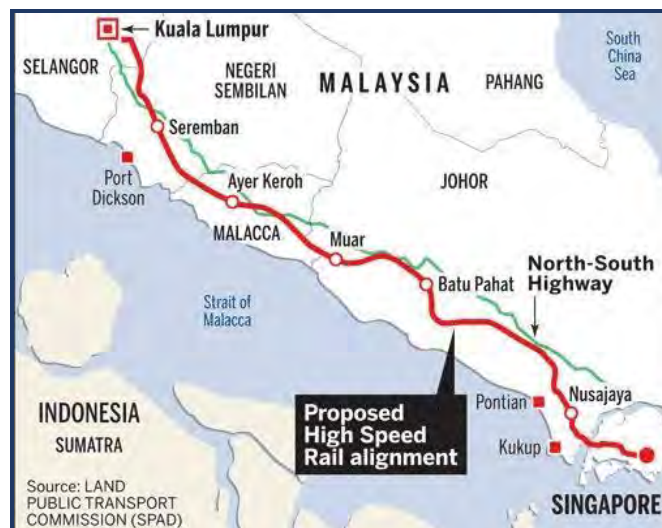 Kuala Lumpur
South
China
Sea
SELANGOR
NEGERI
SEMBILAN
MALAYSIA
PAHANG
Seremban
Port
Dickson
Ayer Keroh
JOHOR
MALACCA
Muar
North-South
Highway
Batu Pahat
Strait of
Malacca
INDONESIA
SUMATRA
Proposed
High Speed
Rail alignment
Pontian
Nusajaya
Kukup
Source: LAND
PUBLIC TRANSPORT
COMMISSION (SPAD)
SINGAPORE